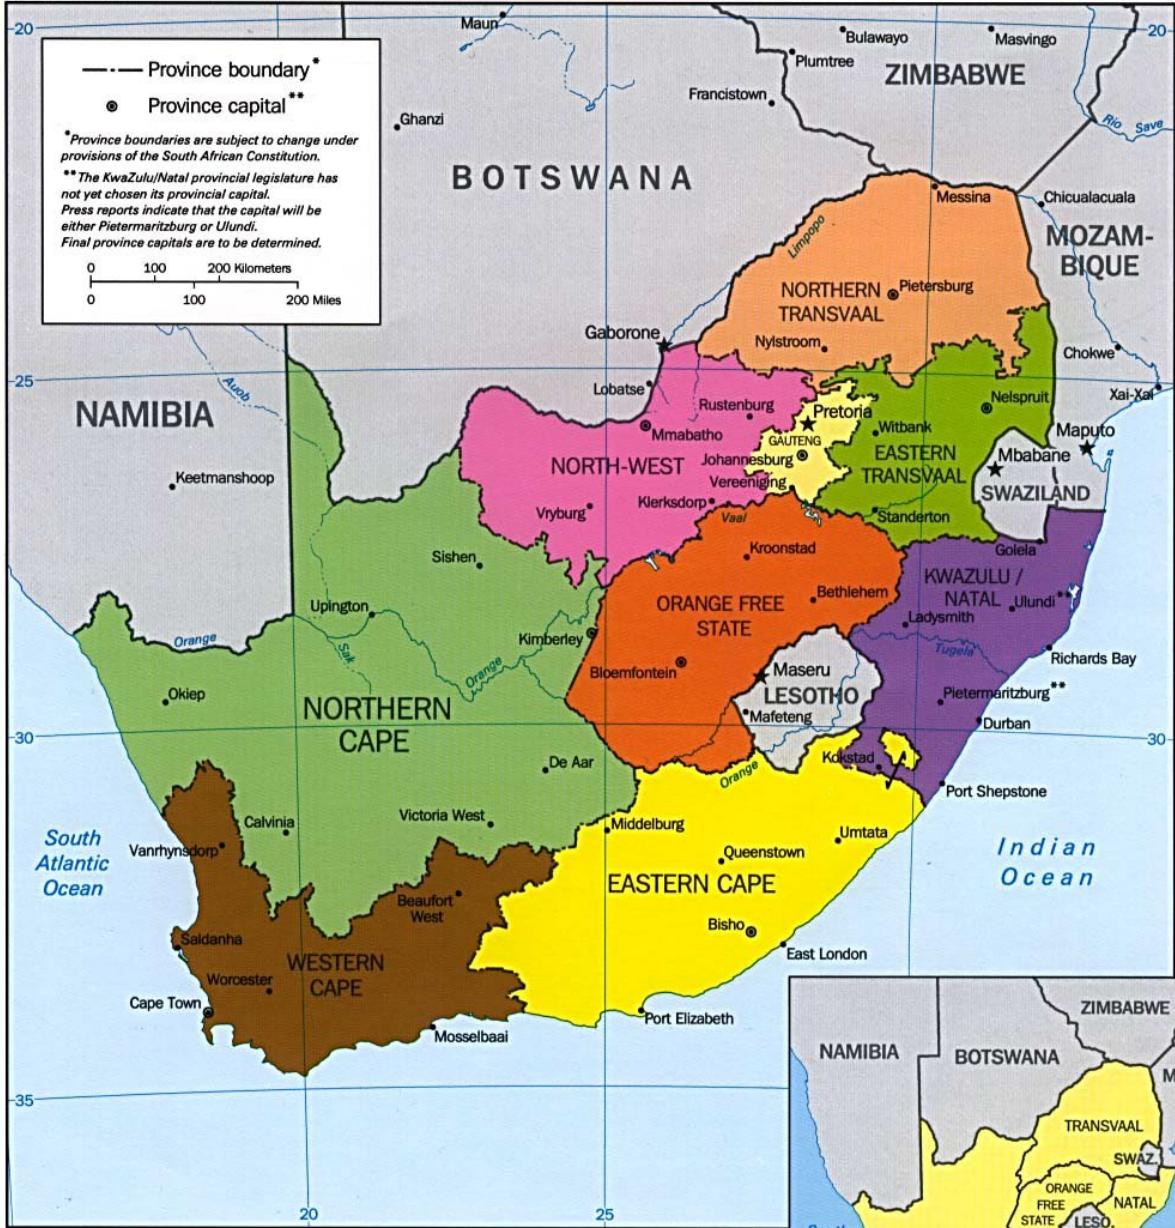 20
Maun
Bulawayo
Masvingo
20
Plumtree
ZIMBABWE
Province boundary*
Province capital**
*Province boundaries are subject to change under
provisions of the South African Constitution.
**The KwaZulu/Natal provincial legislature has
not yet chosen its provincial capital.
Press reports indicate that the capital will be
either Pietermaritzburg or Ulundi.
Final province capitals are to be determined.
0 100 200 Kilometers
0 100 200 Miles
Francistown
Ghanzi
Rio Save
BOTSWANA
Messina
Chicualacuala
Limpopo
MOZAM-
BIQUE
NORTHERN
TRANSVAAL
Pietersburg
Gaborone
Nylstroom
Chokwe
25
Auob
Lobatse
Xai-Xai
NAMIBIA
Rustenburg
Pretoria
Nelspruit
Mmabatho
Witbank
Maputo
GAUTENG
EASTERN
TRANSVAAL
Johannesburg
NORTH-WEST
Mbabane
Keetmanshoop
Vereeniging
SWAZILAND
Vryburg
Klerksdorp
Vaal
Standerton
Golela
Sishen
Kroonstad
KWAZULU /
NATAL
Ulundi**
Upington
Bethlehem
ORANGE FREE
STATE
Ladysmith
Orange
Sak
Kimberley
Orange
Bloemfontein
Tugela
Richards Bay
Maseru
LESOTHO
Okiep
NORTHERN
CAPE
Mafeteng
Pietermaritzburg**
Durban
30
30
De Aar
Orange
Kokstad
Port Shepstone
Calvinia
Victoria West
Middelburg
Umtata
South
Atlantic
Ocean
Vanrhynsdorp
Queenstown
Indian
Ocean
EASTERN CAPE
Beaufort
West
Bisho
Saldanha
East London
WESTERN
CAPE
Worcester
Cape Town
Port Elizabeth
Mosselbaai
35
20
25
ZIMBABWE
NAMIBIA
BOTSWANA
M
TRANSVAAL
SWAZ.
ORANGE
FREE
STATE
NATAL
LESO.